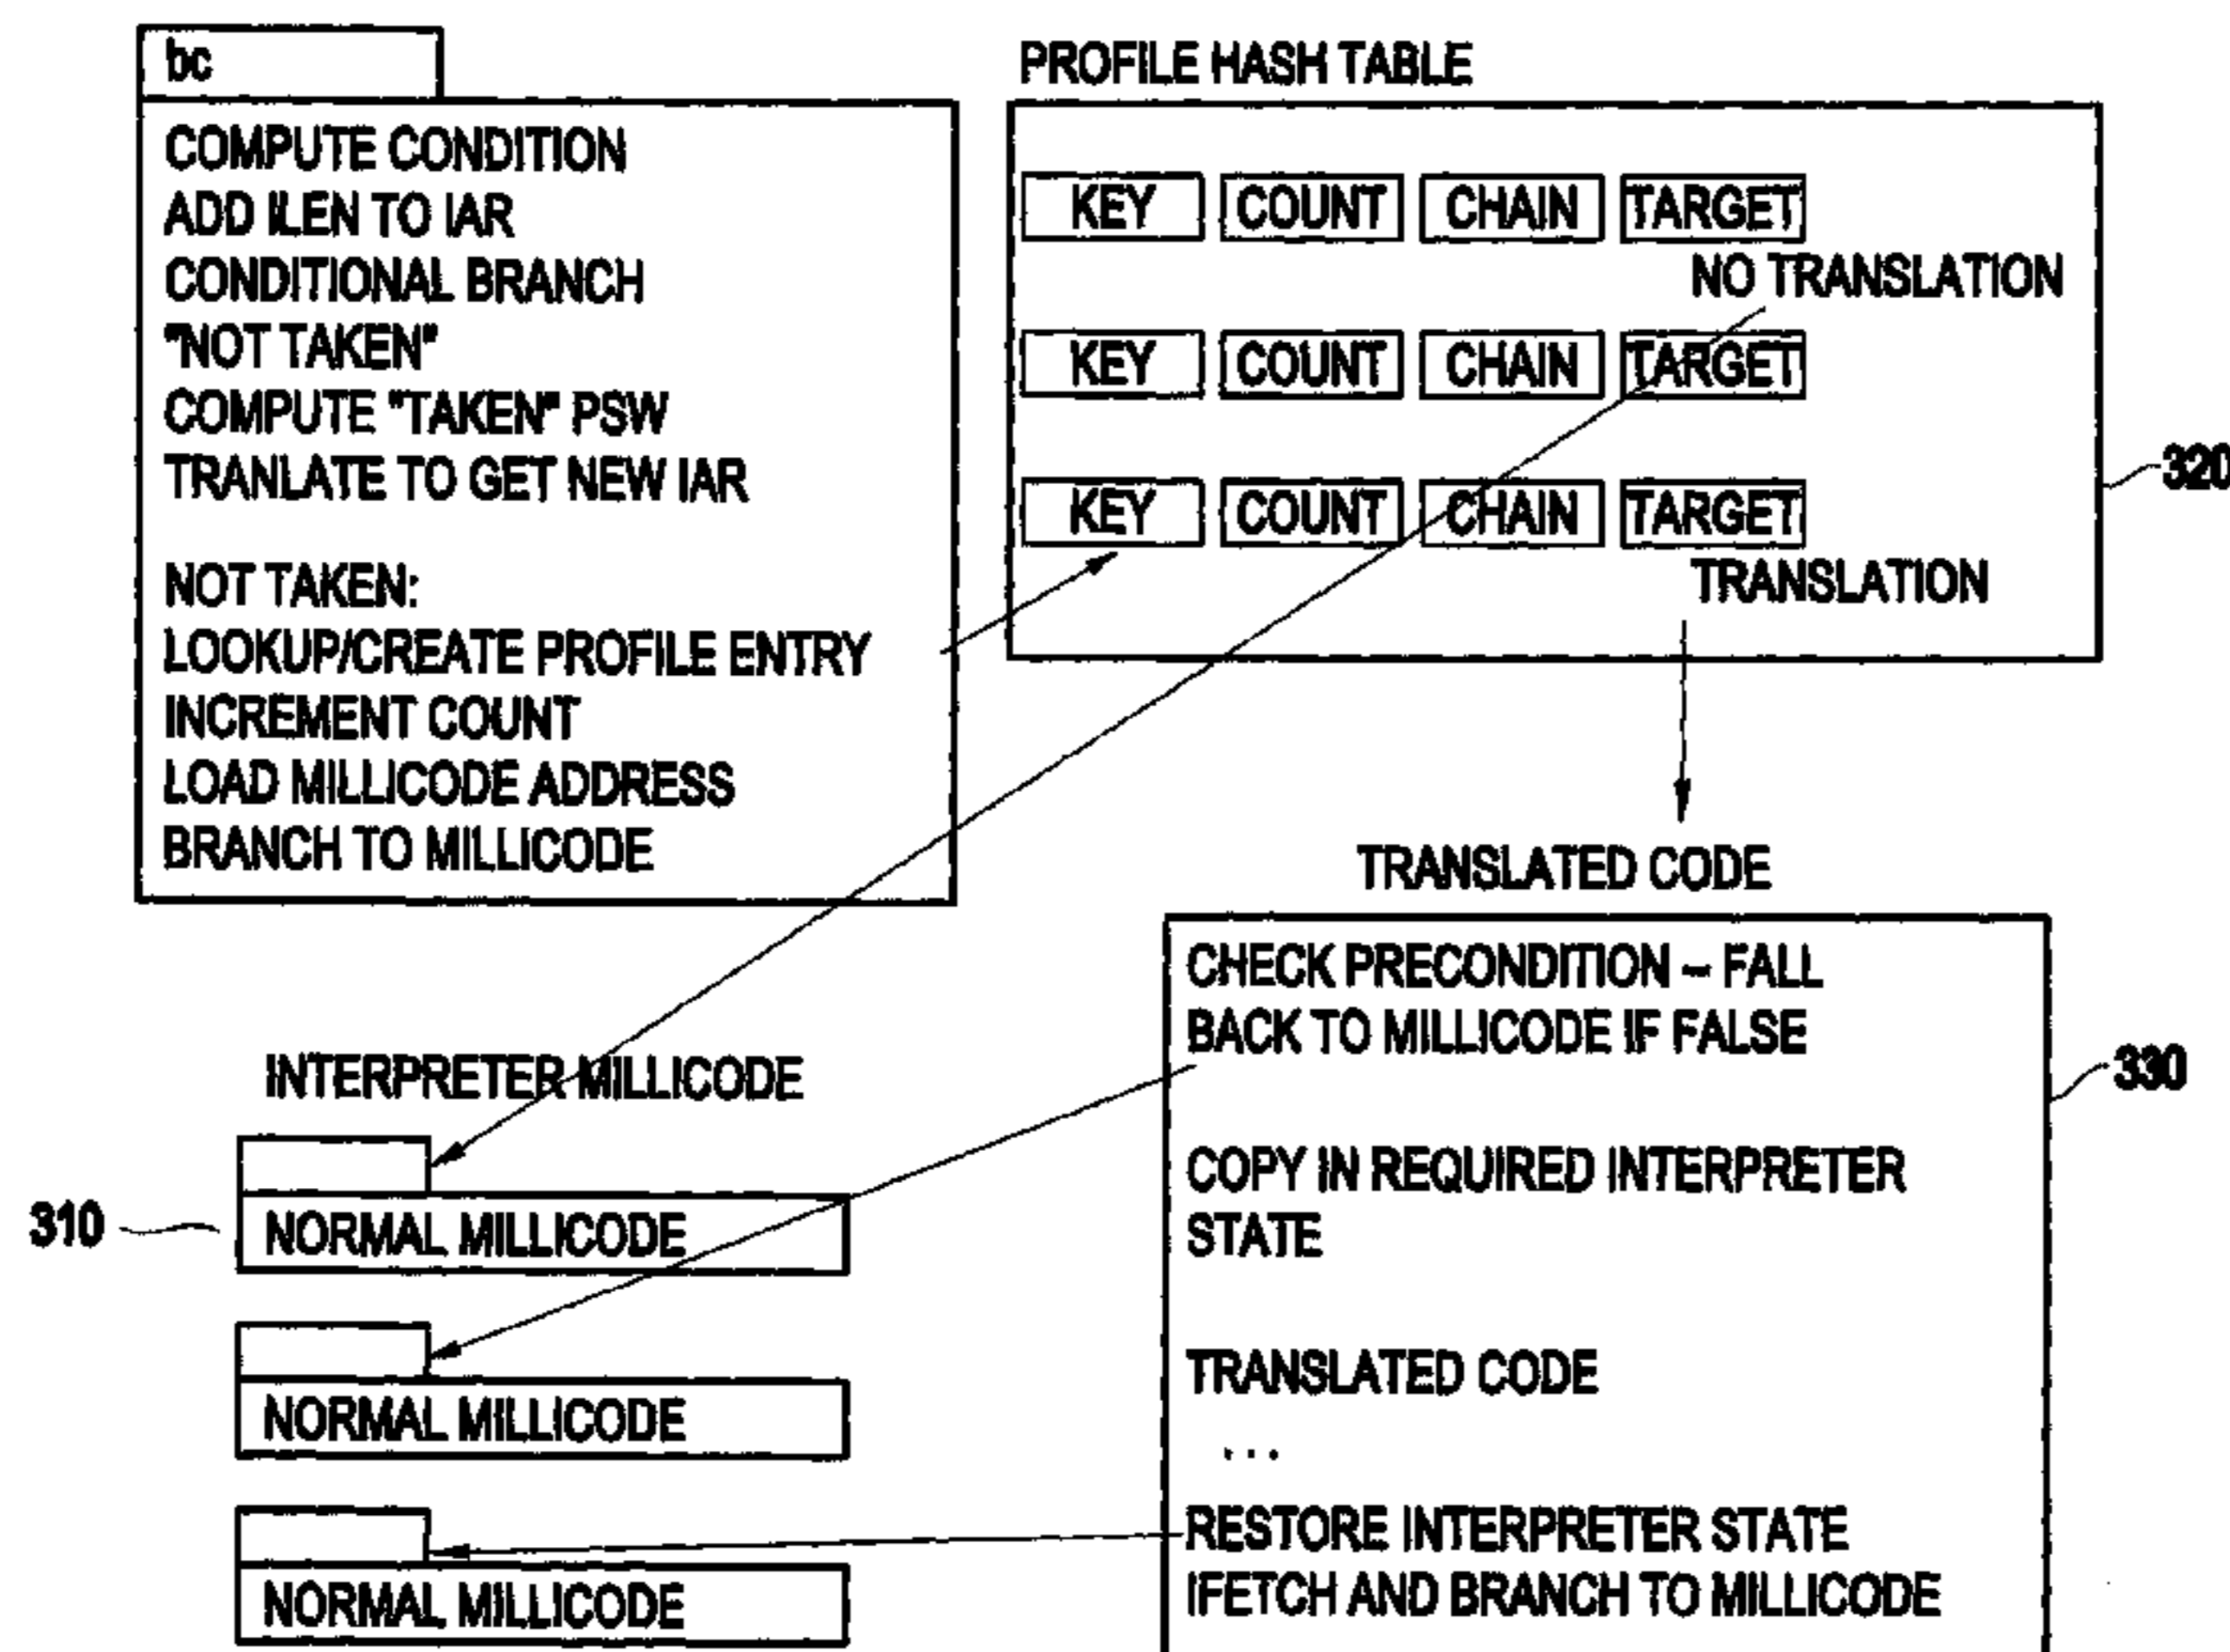 bc
COMPUTE CONDITION
ADD ILEN TO IAR
CONDITIONAL BRANCH
"NOT TAKEN"
COMPUTE "TAKEN" PSW
TRANLATE TO GET NEW IAR
NOT TAKEN:
LOOKUP/CREATE PROFILE ENTRY
INCREMENT COUNT
LOAD MILLICODE ADDRESS
BRANCH TO MILLICODE
PROFILE HASH TABLE
KEY COUNT CHAIN TARGET
NO TRANSLATION
KEY COUNT CHAIN TARGET
KEY COUNT CHAIN TARGET
TRANSLATION
320
TRANSLATED CODE
CHECK PRECONDITION – FALL
BACK TO MILLICODE IF FALSE
COPY IN REQUIRED INTERPRETER
STATE
TRANSLATED CODE
...
RESTORE INTERPRETER STATE
IFETCH AND BRANCH TO MILLICODE
330
INTERPRETER MILLICODE
310
NORMAL MILLICODE
NORMAL MILLICODE
NORMAL MILLICODE